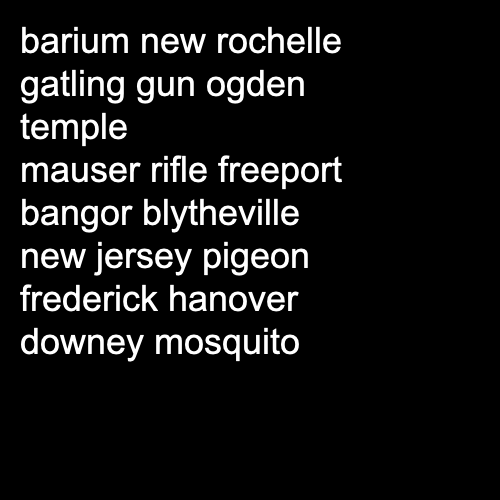 barium new rochelle
gatling gun ogden
temple
mauser rifle freeport
bangor blytheville
new jersey pigeon
frederick hanover
downey mosquito